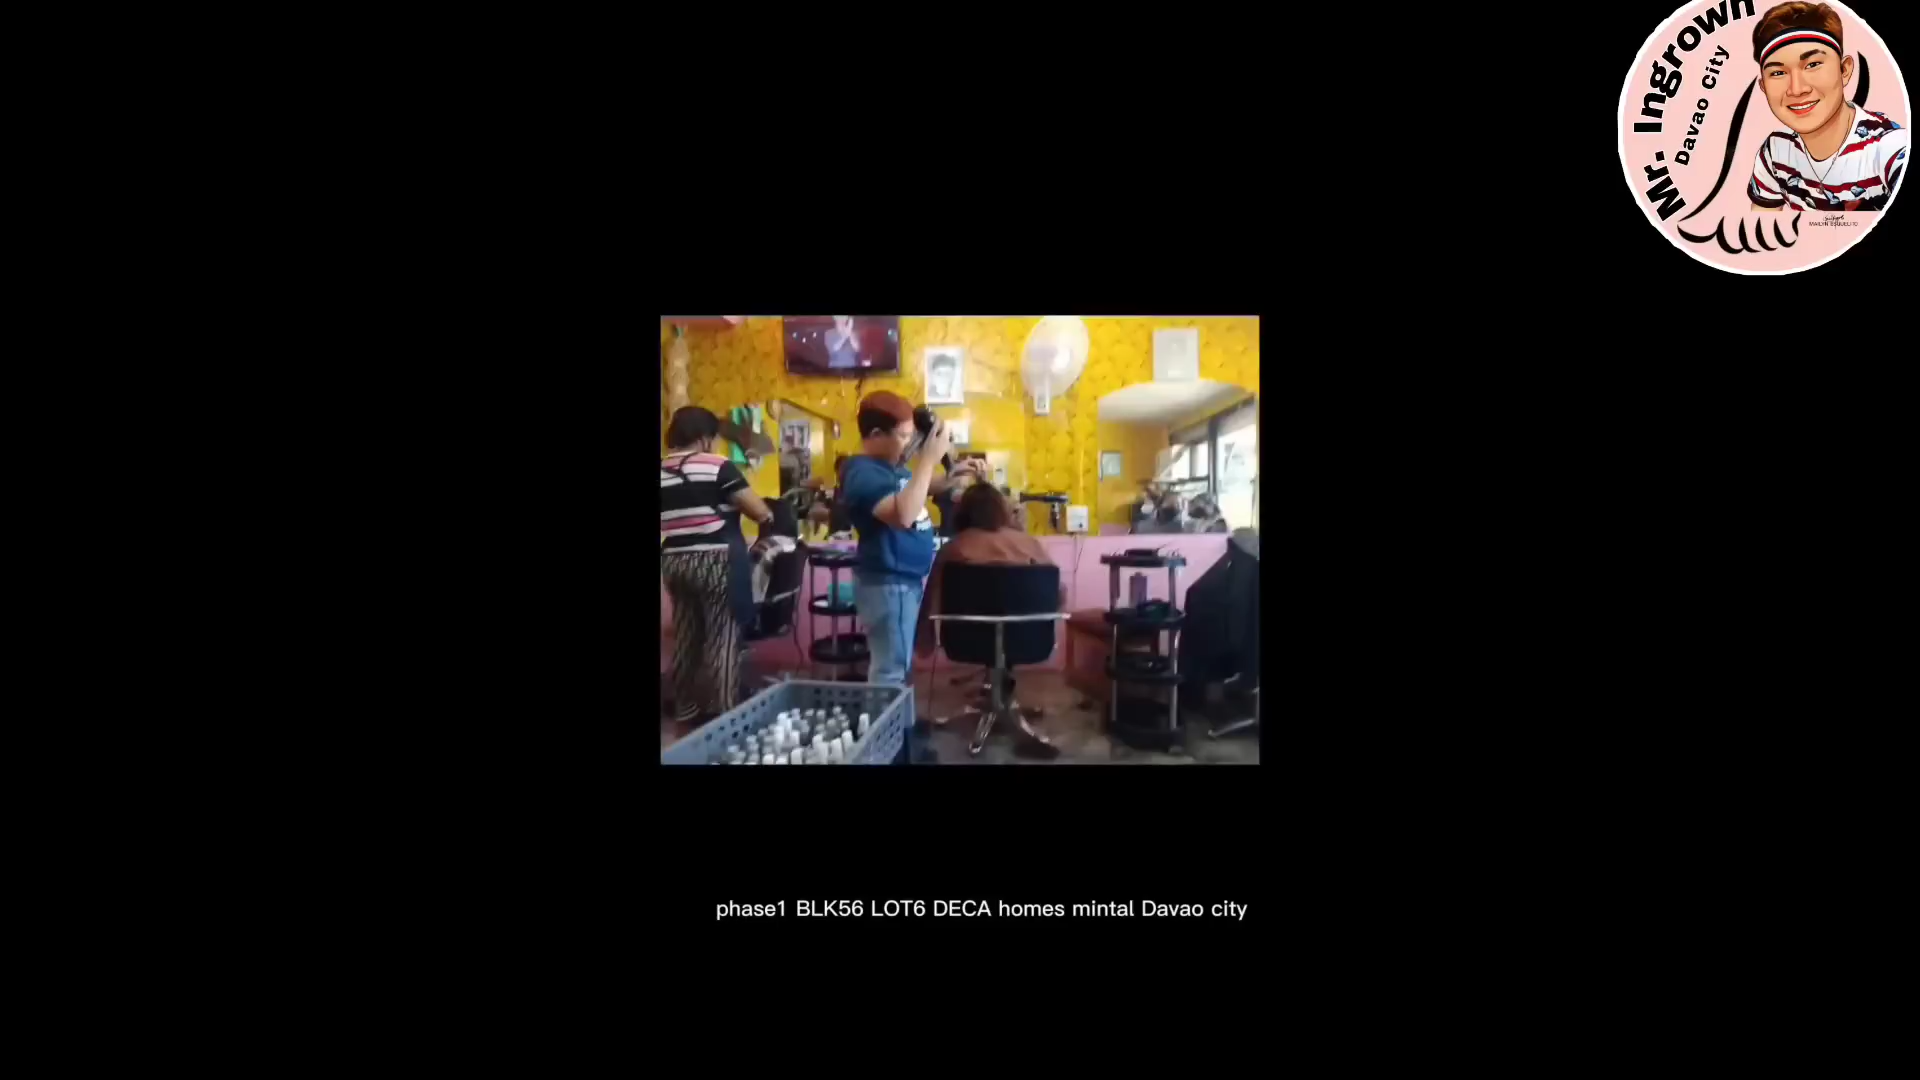 Mr. Ingrown
Davao City
phase1 BLK56 LOT6 DECA homes mintal Davao city